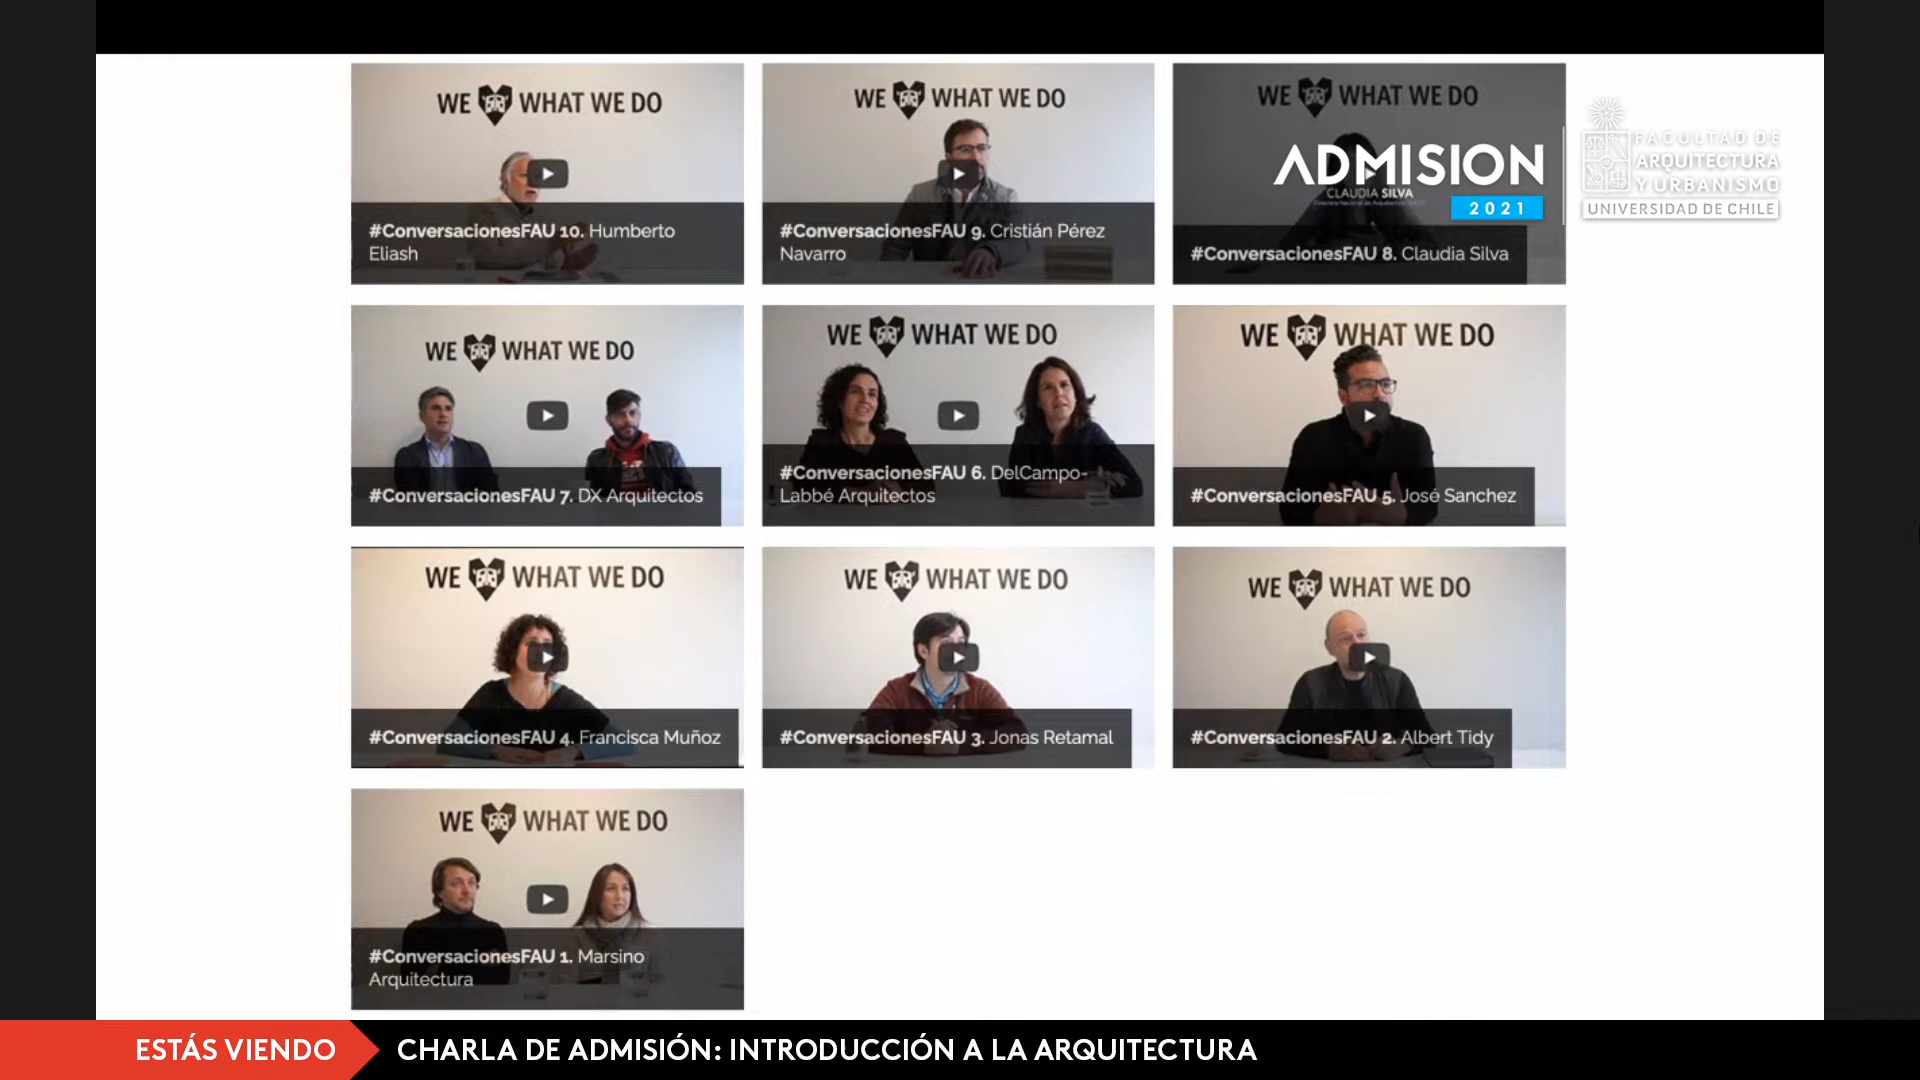 WE WHAT WE DO
#ConversacionesFAU 10. Humberto
Eliash
WE WHAT WE DO
#ConversacionesFAU 9. Cristián Pérez
Navarro
WE WHAT WE DO
ADMISION
CLAUDIA SILVA
2021
#ConversacionesFAU 8. Claudia Silva
FACULTAD DE
ARQUITECTURA
Y URBANISMO
UNIVERSIDAD DE CHILE
WE WHAT WE DO
#ConversacionesFAU 7. DX Arquitectos
WE WHAT WE DO
#ConversacionesFAU 6. DelCampo-
Labbé Arquitectos
WE WHAT WE DO
#ConversacionesFAU 5. José Sanchez
WE WHAT WE DO
#ConversacionesFAU 4. Francisca Muñoz
WE WHAT WE DO
#ConversacionesFAU 3. Jonas Retamal
WE WHAT WE DO
#ConversacionesFAU 2. Albert Tidy
WE WHAT WE DO
#ConversacionesFAU 1. Marsino
Arquitectura
ESTÁS VIENDO
CHARLA DE ADMISIÓN: INTRODUCCIÓN A LA ARQUITECTURA